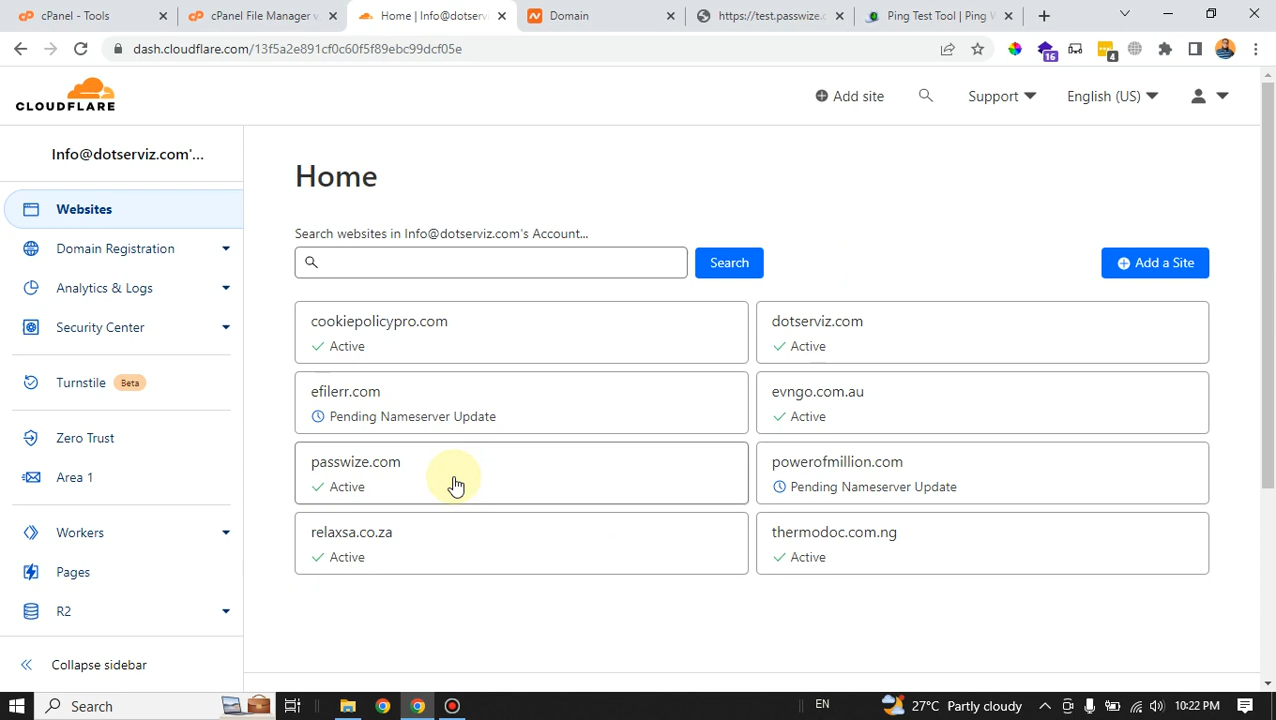 cPanel - Tools
cPanel File Manager v
Home | Info@dotserv
Domain
https://test.passwize.c
Ping Test Tool | Ping
dash.cloudflare.com/13f5a2e891cf0c60f5f89ebc99dcf05e
16
4
CLOUDFLARE
Add site
Support
English (US)
Info@dotserviz.com'...
Websites
Domain Registration
Analytics & Logs
Security Center
Turnstile Beta
Zero Trust
Area 1
Workers
Pages
R2
Collapse sidebar
Home
Search websites in Info@dotserviz.com's Account...
Search
Add a Site
cookiepolicypro.com
Active
dotserviz.com
Active
efilerr.com
Pending Nameserver Update
evngo.com.au
Active
passwize.com
Active
powerofmillion.com
Pending Nameserver Update
relaxsa.co.za
Active
thermodoc.com.ng
Active
Search
EN
27°C Partly cloudy
10:22 PM